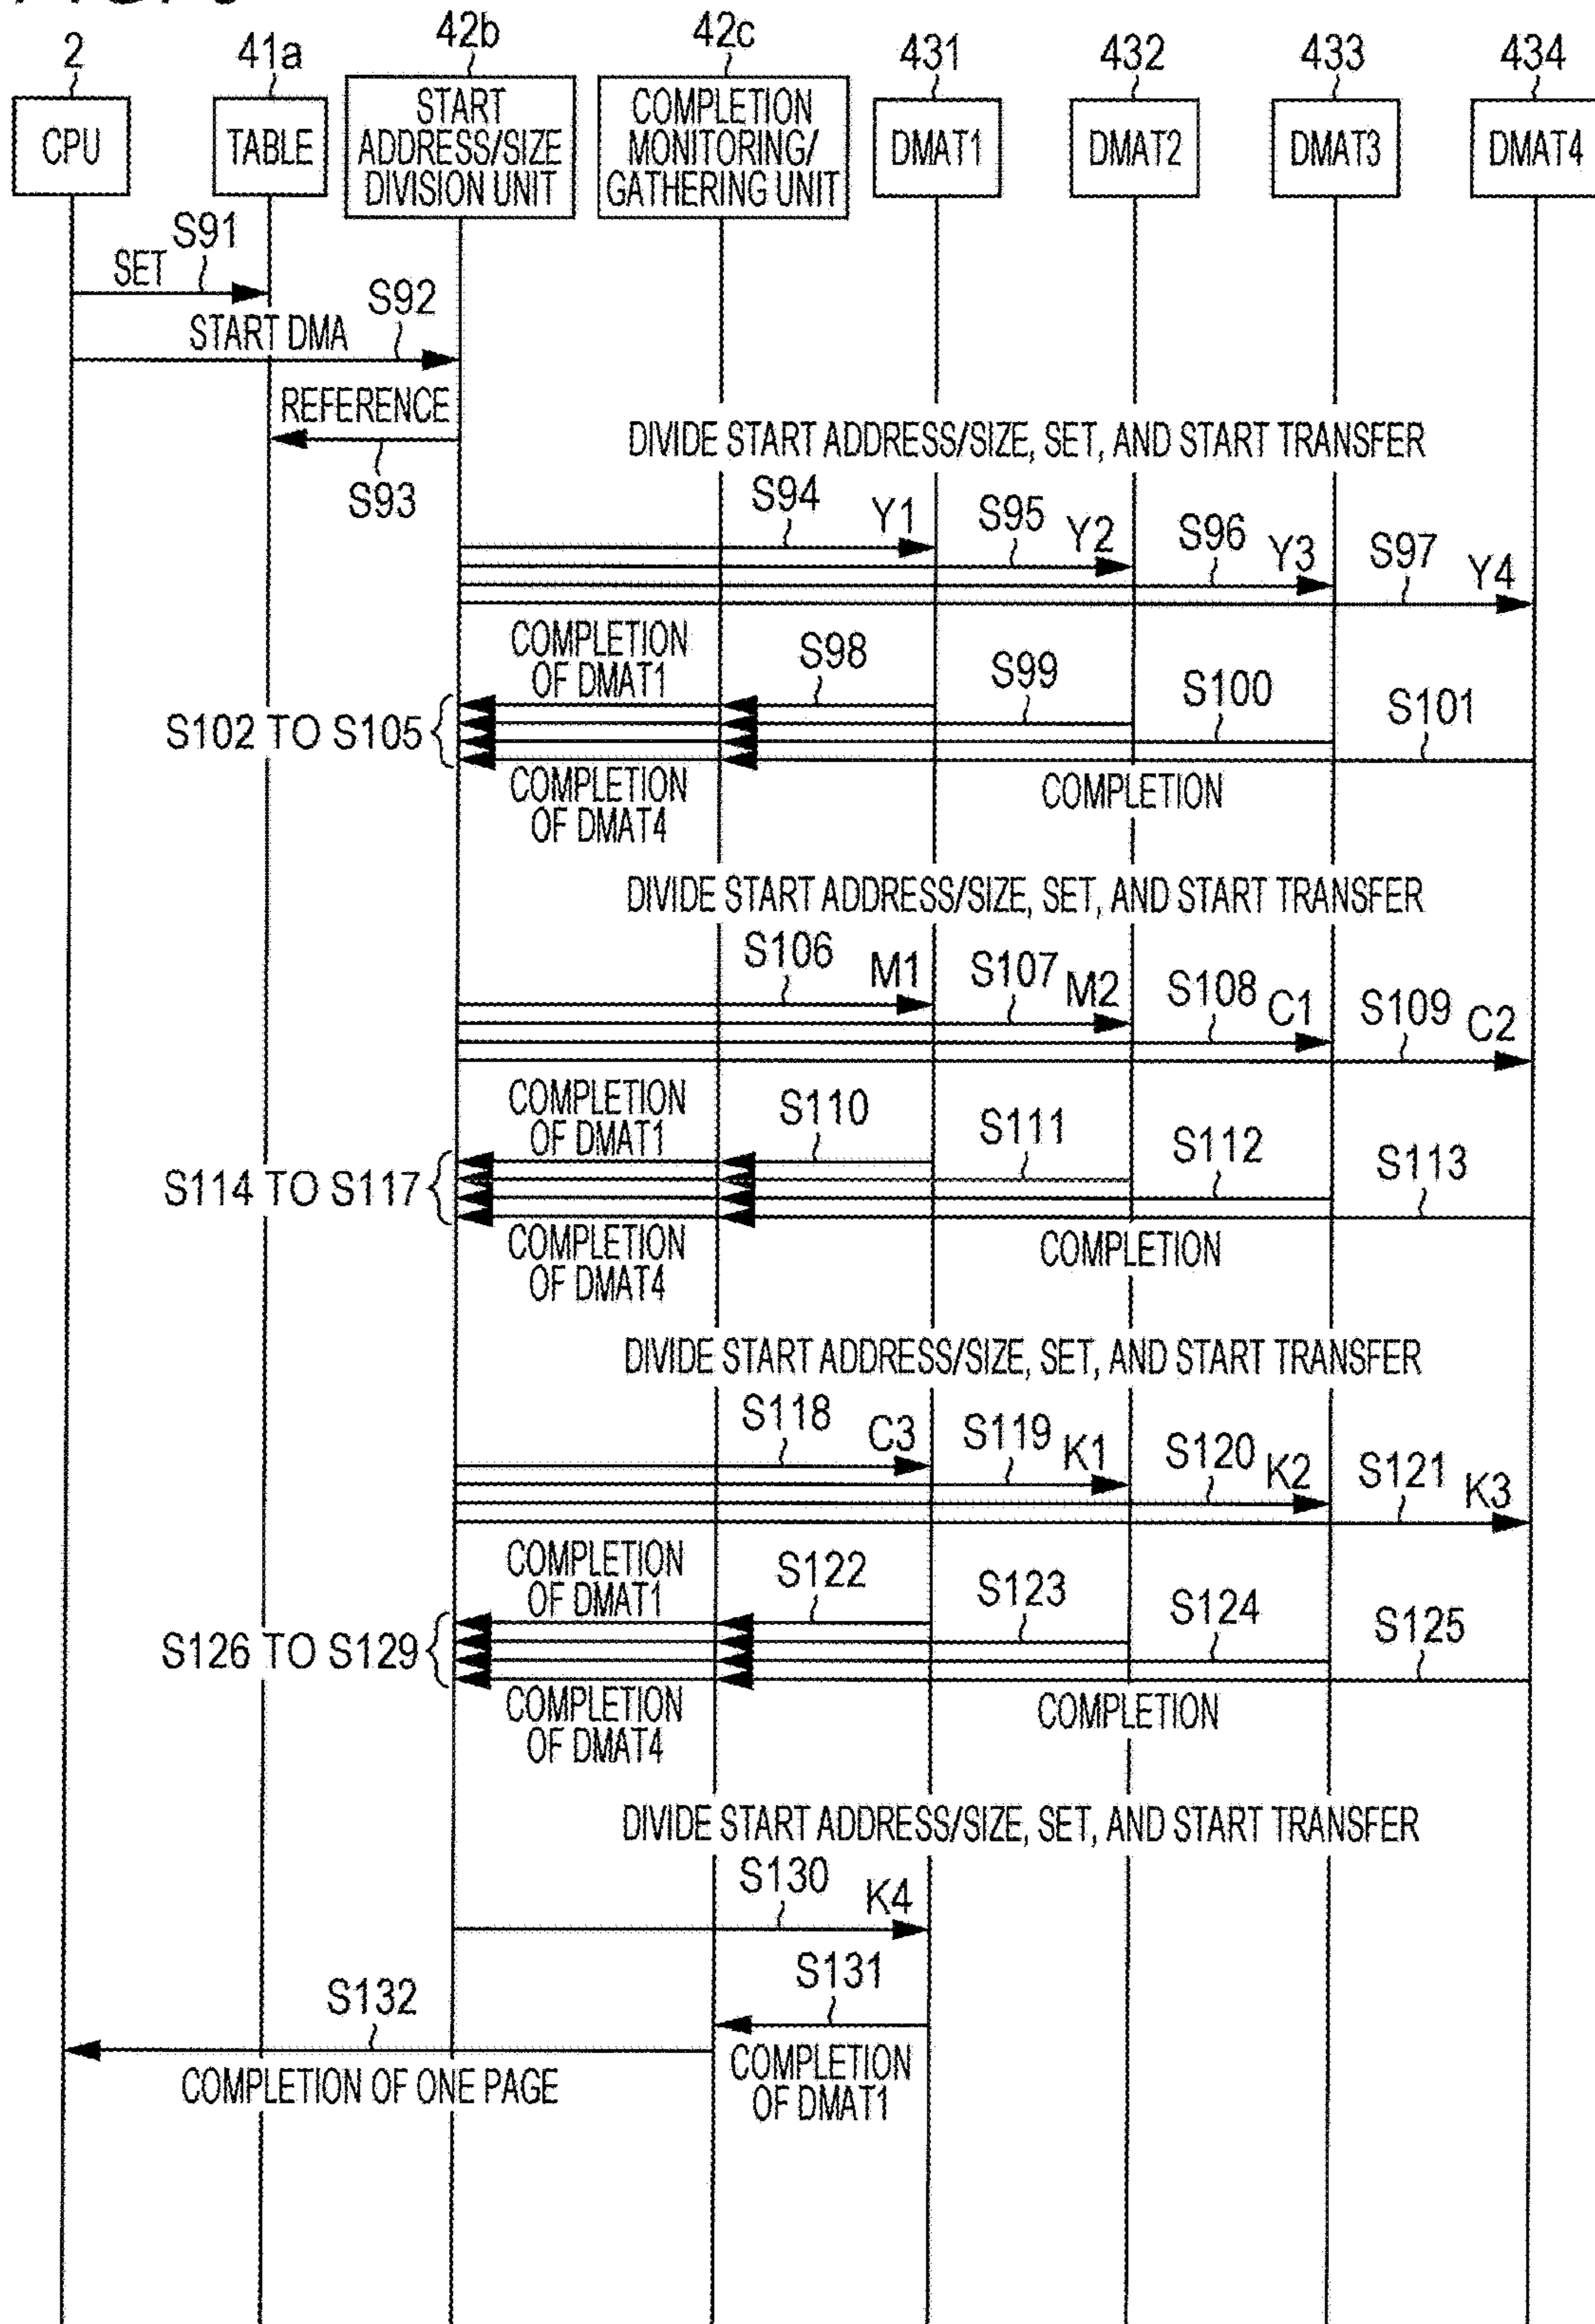 2 41a 42b 42c 431 432 433 434
CPU
TABLE
START
ADDRESS/SIZE
DIVISION UNIT
COMPLETION
MONITORING/
GATHERING UNIT
DMAT1
DMAT2
DMAT3
DMAT4
S91
SET
S92
START DMA
REFERENCE
S93
DIVIDE START ADDRESS/SIZE, SET, AND START TRANSFER
S94 Y1 S95 Y2 S96 Y3 S97 Y4
COMPLETION
OF DMAT1
S98 S99 S100 S101
S102 TO S105
COMPLETION
OF DMAT4
COMPLETION
DIVIDE START ADDRESS/SIZE, SET, AND START TRANSFER
S106 M1 S107 M2 S108 C1 S109 C2
COMPLETION
OF DMAT1
S110 S111 S112 S113
S114 TO S117
COMPLETION
OF DMAT4
COMPLETION
DIVIDE START ADDRESS/SIZE, SET, AND START TRANSFER
S118 C3 S119 K1 S120 K2 S121 K3
COMPLETION
OF DMAT1
S122 S123 S124 S125
S126 TO S129
COMPLETION
OF DMAT4
COMPLETION
DIVIDE START ADDRESS/SIZE, SET, AND START TRANSFER
S130 K4
S131
S132
COMPLETION
OF DMAT1
COMPLETION OF ONE PAGE